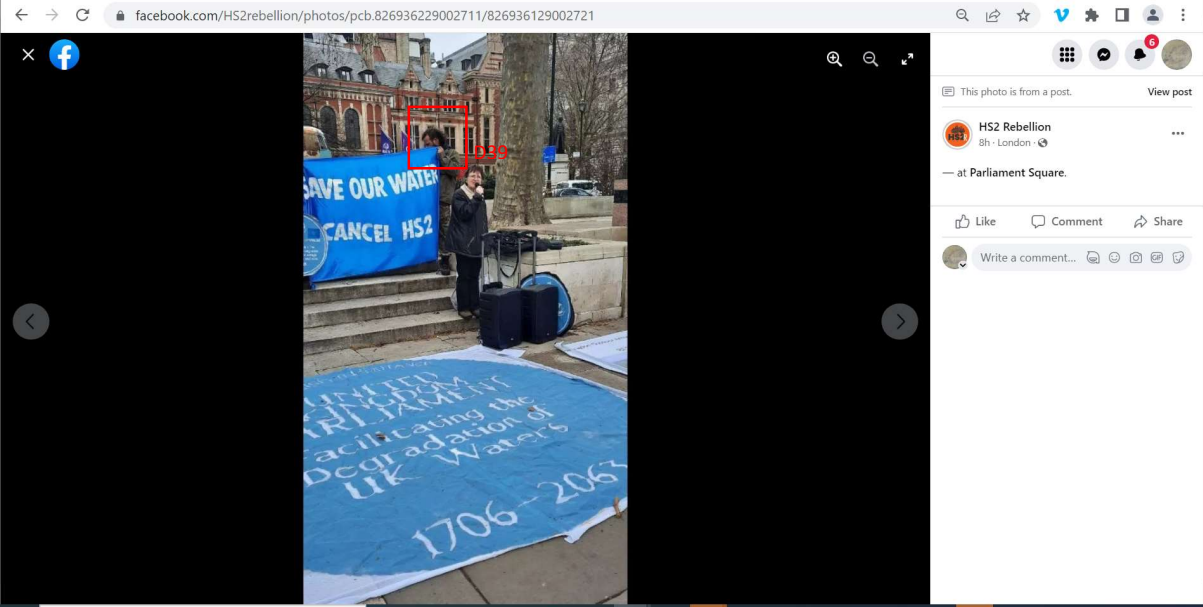 facebook.com/HS2rebellion/photos/pcb.826936229002711/826936129002721
6
This photo is from a post.
View post
HS2 Rebellion
8h · London ·
— at Parliament Square.
Like
Comment
Share
Write a comment...
GIF
D39
SAVE OUR WATER
CANCEL HS2
UNITED
KINGDOM
PARLIAMENT
Facilitating the
Degradation of
UK Waters
1706-2063